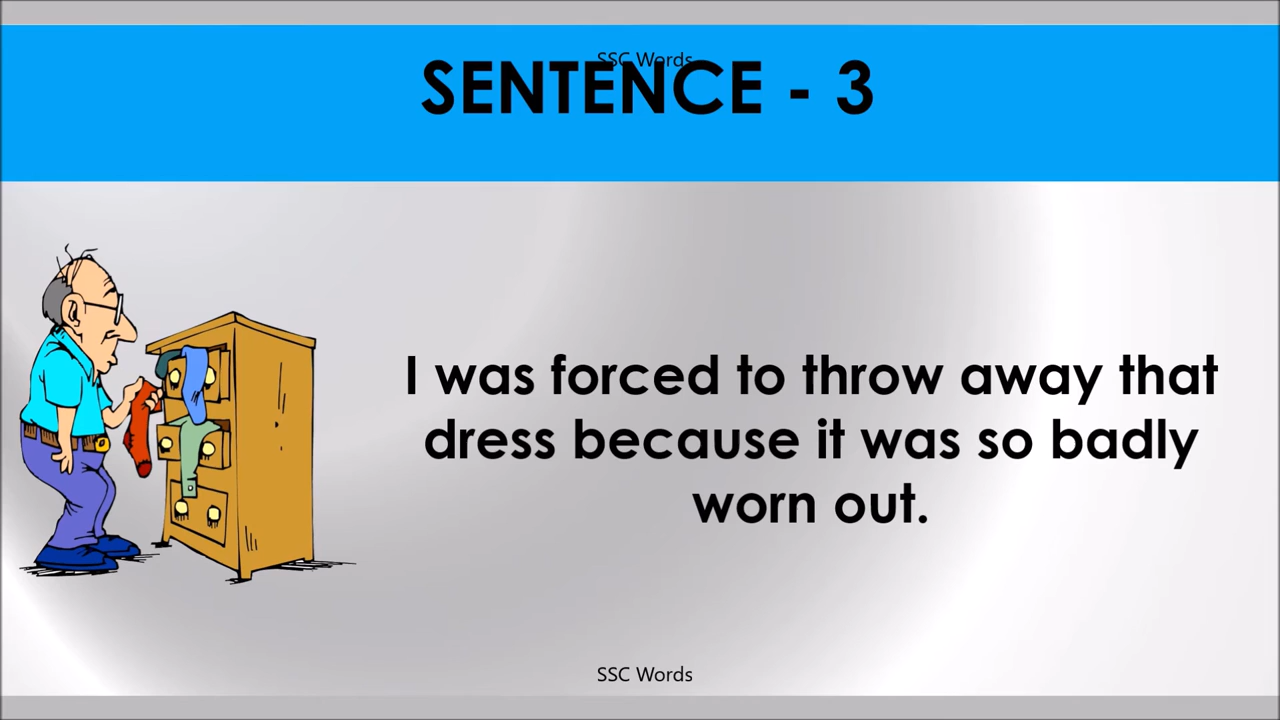 SSC Words
SENTENCE - 3
I was forced to throw away that
dress because it was so badly
worn out.
SSC Words